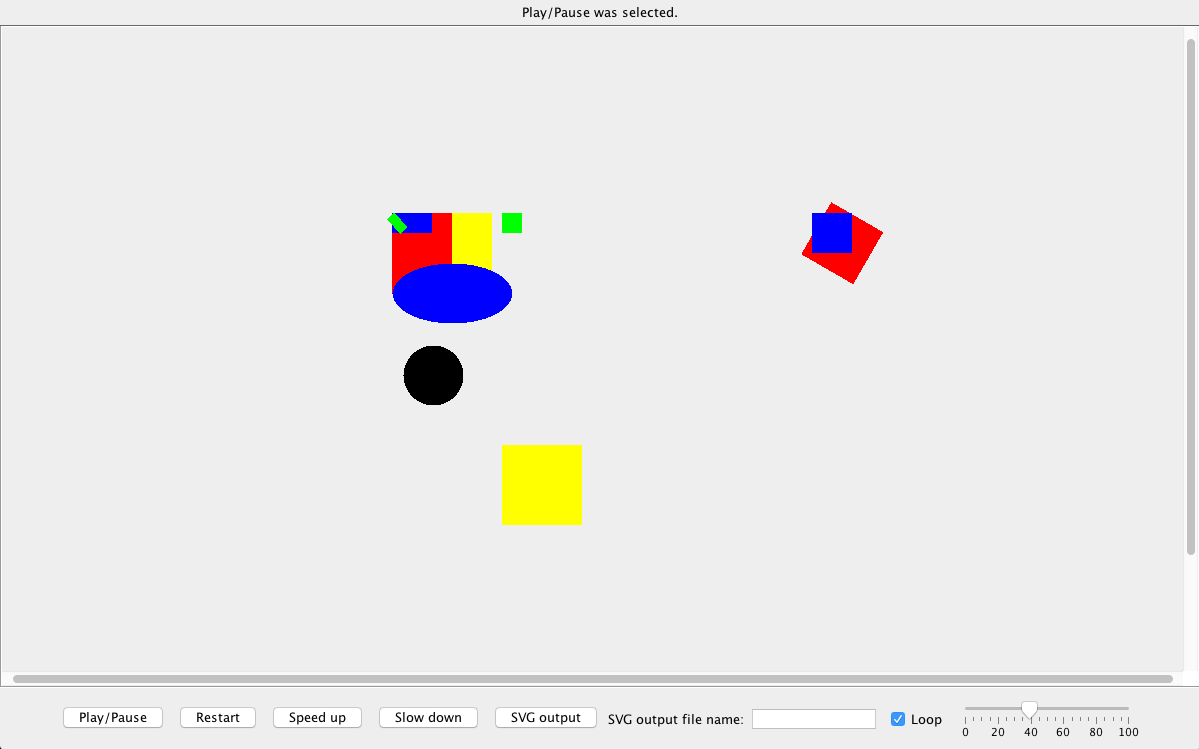 Play/Pause was selected.
Play/Pause Restart Speed up Slow down SVG output SVG output file name: Loop
0 20 40 60 80 100